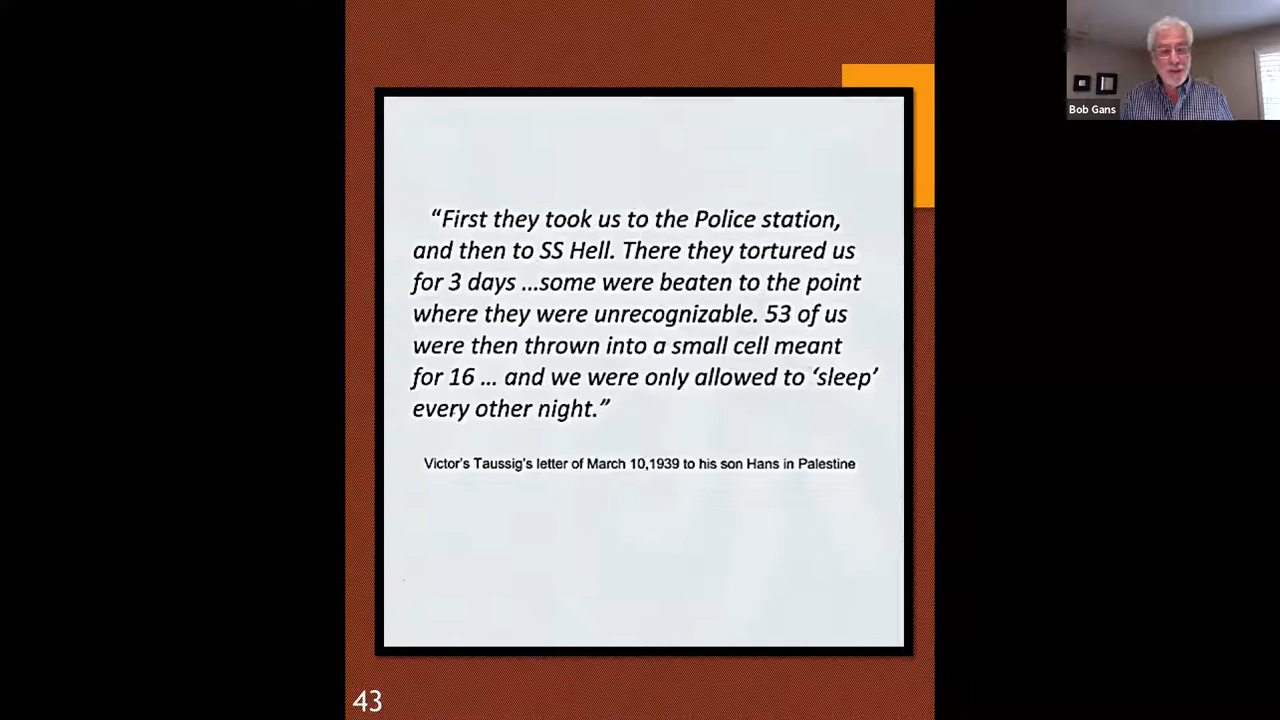 Bob Gans
“First they took us to the Police station,
and then to SS Hell. There they tortured us
for 3 days ...some were beaten to the point
where they were unrecognizable. 53 of us
were then thrown into a small cell meant
for 16 ... and we were only allowed to ‘sleep’
every other night.”
Victor's Taussig's letter of March 10,1939 to his son Hans in Palestine
43